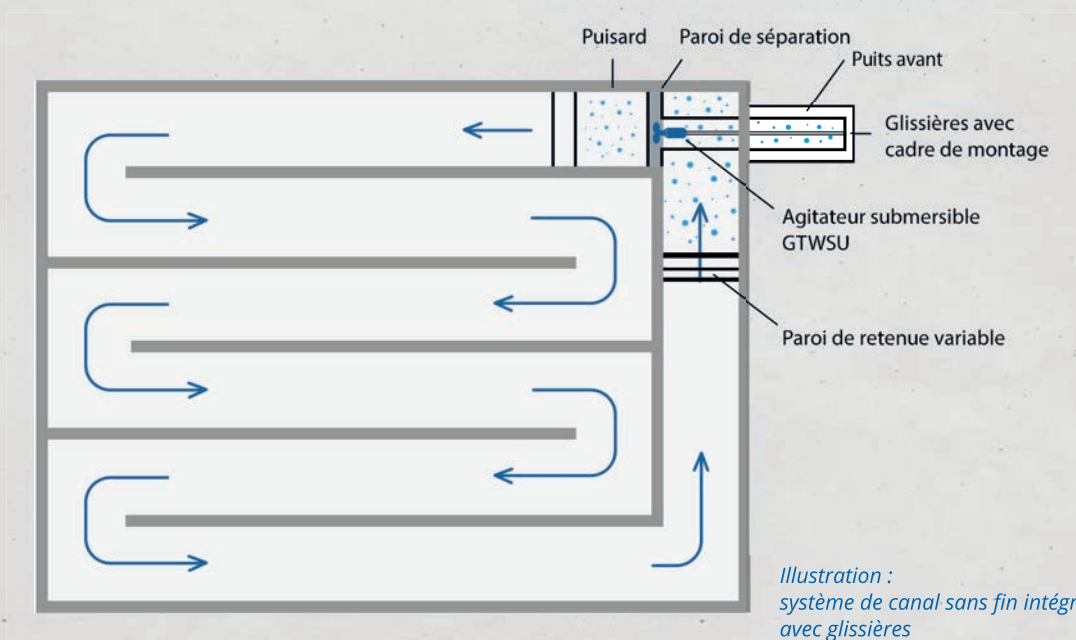 Puisard
Paroi de séparation
Puits avant
Glissières avec
cadre de montage
Agitateur submersible
GTWSU
Paroi de retenue variable
Illustration :
système de canal sans fin intégr
avec glissières